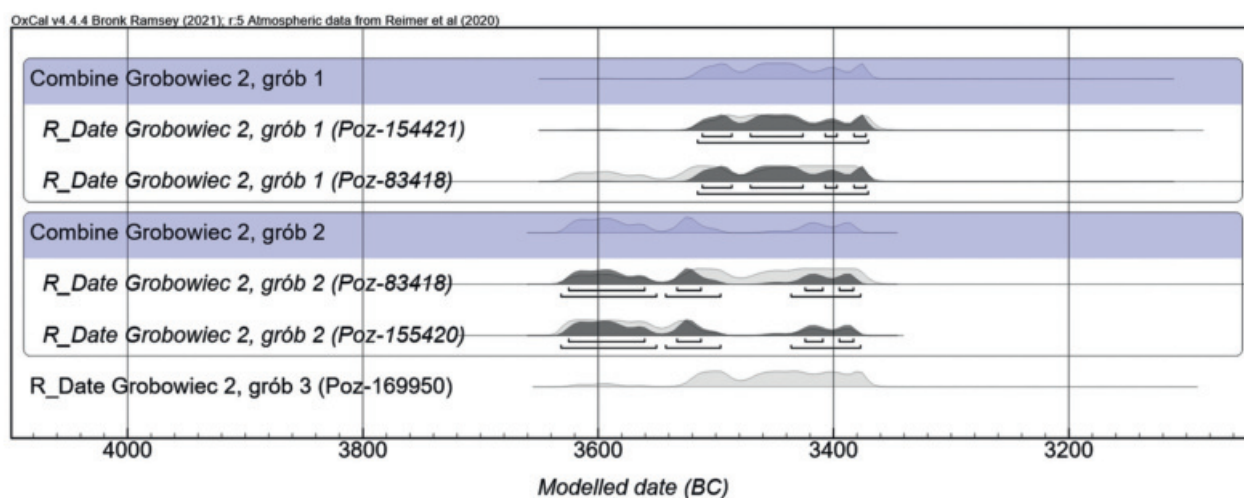 OxCal v4.4.4 Bronk Ramsey (2021); r:5 Atmospheric data from Reimer et al (2020)
Combine Grobowiec 2, grób 1
R_Date Grobowiec 2, grób 1 (Poz-154421)
R_Date Grobowiec 2, grób 1 (Poz-83418)
Combine Grobowiec 2, grób 2
R_Date Grobowiec 2, grób 2 (Poz-83418)
R_Date Grobowiec 2, grób 2 (Poz-155420)
R_Date Grobowiec 2, grób 3 (Poz-169950)
4000 3800 3600 3400 3200
Modelled date (BC)